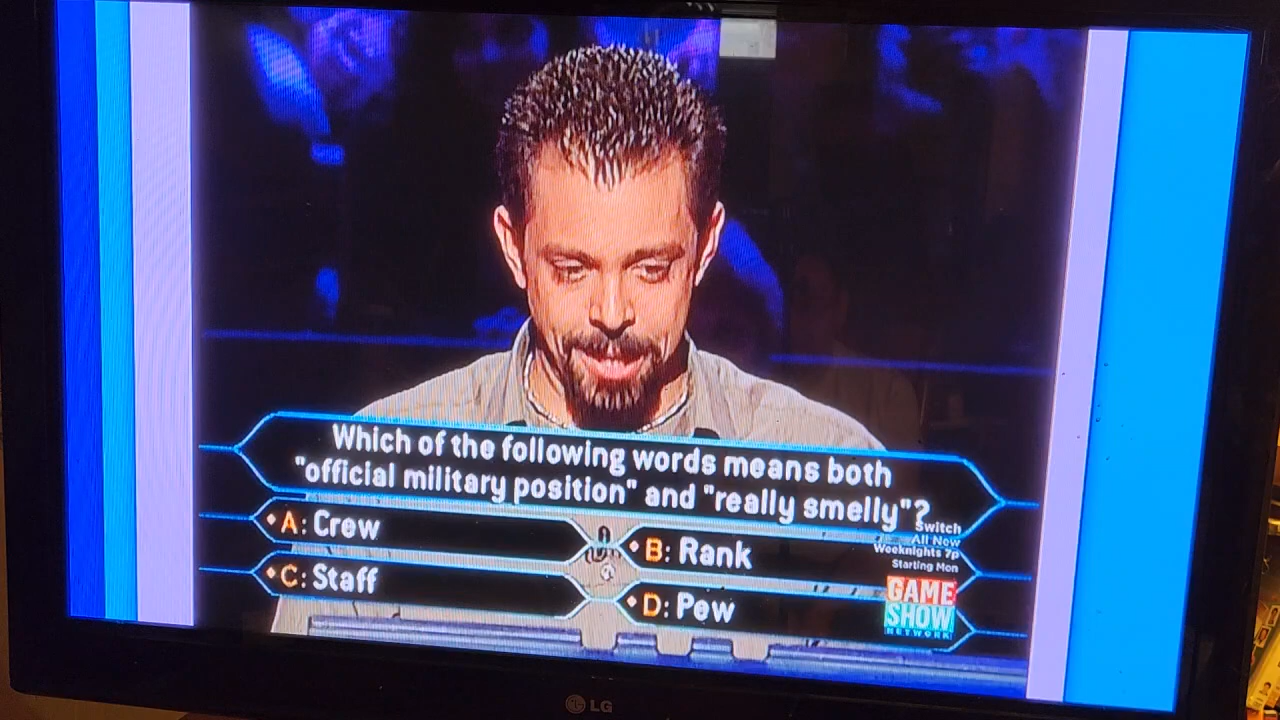 Which of the following words means both
"official military position" and "really smelly"?
A: Crew
B: Rank
C: Staff
D: Pew
Switch
All New
Weeknights 7p
Starting Mon
GAME
SHOW
NETWORK
LG